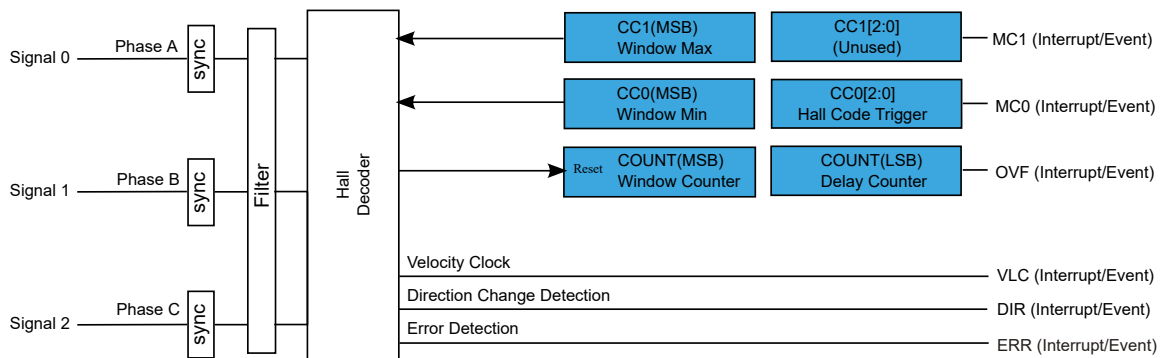 Signal 0
Phase A
sync
Signal 1
Phase B
sync
Signal 2
Phase C
sync
Filter
Hall
Decoder
CC1(MSB)
Window Max
CC1[2:0]
(Unused)
MC1 (Interrupt/Event)
CC0(MSB)
Window Min
CC0[2:0]
Hall Code Trigger
MC0 (Interrupt/Event)
Reset
COUNT(MSB)
Window Counter
COUNT(LSB)
Delay Counter
OVF (Interrupt/Event)
Velocity Clock
VLC (Interrupt/Event)
Direction Change Detection
DIR (Interrupt/Event)
Error Detection
ERR (Interrupt/Event)